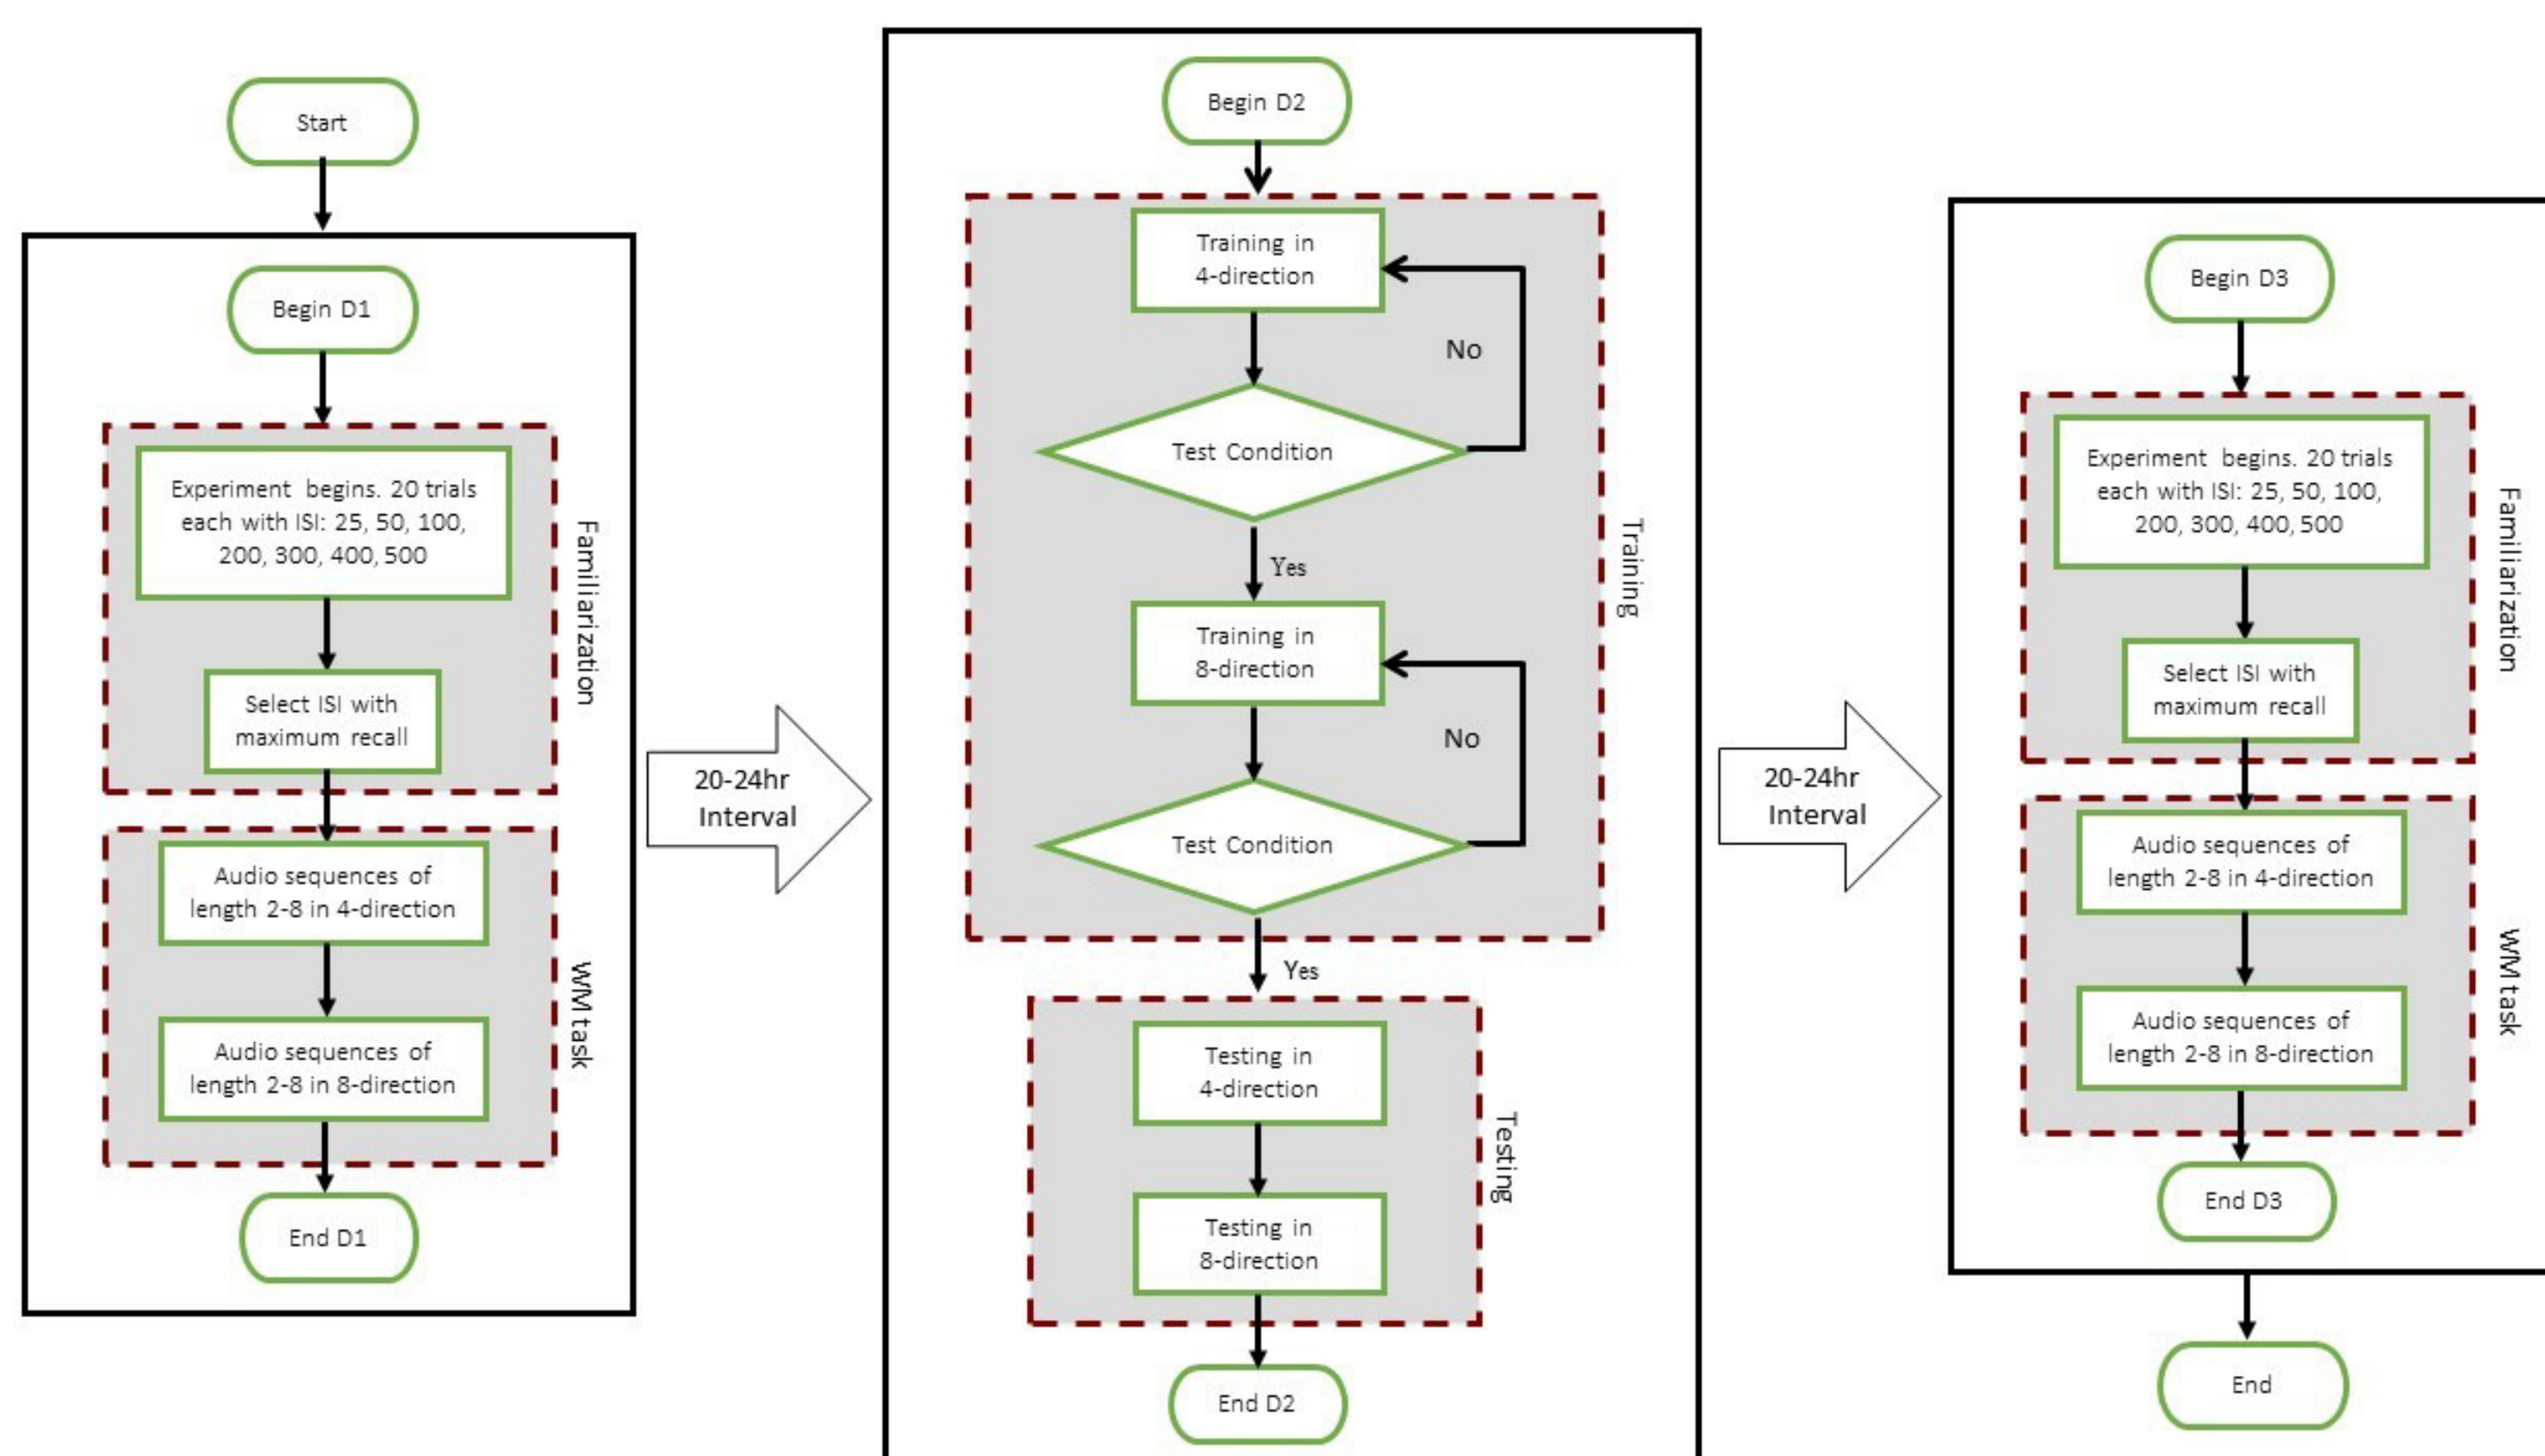 Start
Begin D1
Experiment begins. 20 trials
each with ISI: 25, 50, 100,
200, 300, 400, 500
Select ISI with
maximum recall
Familiarization
Audio sequences of
length 2-8 in 4-direction
Audio sequences of
length 2-8 in 8-direction
WM task
End D1
20-24hr
Interval
Begin D2
Training in
4-direction
No
Test Condition
Yes
Training in
8-direction
No
Test Condition
Training
Yes
Testing in
4-direction
Testing in
8-direction
Testing
End D2
20-24hr
Interval
Begin D3
Experiment begins. 20 trials
each with ISI: 25, 50, 100,
200, 300, 400, 500
Select ISI with
maximum recall
Familiarization
Audio sequences of
length 2-8 in 4-direction
Audio sequences of
length 2-8 in 8-direction
WM task
End D3
End